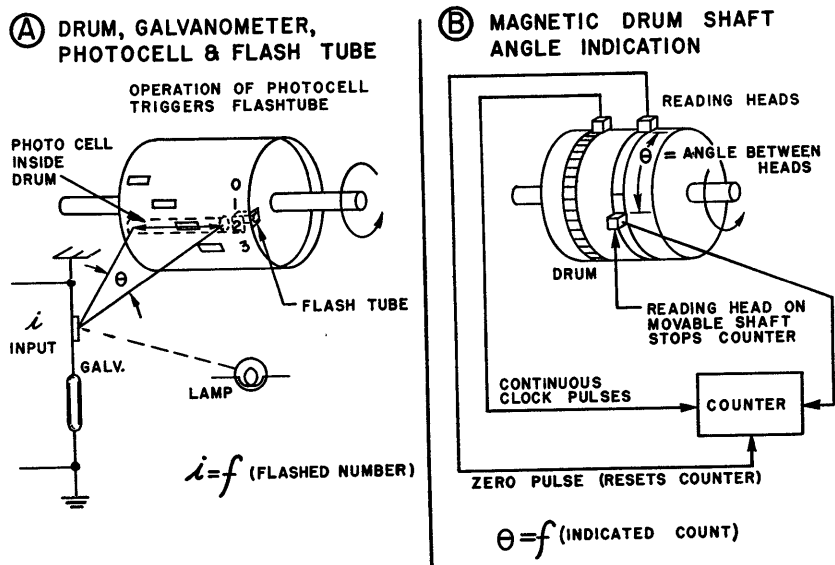 A DRUM, GALVANOMETER,
PHOTOCELL & FLASH TUBE
OPERATION OF PHOTOCELL
TRIGGERS FLASHTUBE
PHOTO CELL
INSIDE
DRUM
0
1
2
3
θ
FLASH TUBE
i
INPUT
GALV.
LAMP
i=f (FLASHED NUMBER)
B MAGNETIC DRUM SHAFT
ANGLE INDICATION
READING HEADS
θ = ANGLE BETWEEN
HEADS
DRUM
READING HEAD ON
MOVABLE SHAFT
STOPS COUNTER
CONTINUOUS
CLOCK PULSES
COUNTER
ZERO PULSE (RESETS COUNTER)
θ=f (INDICATED COUNT)